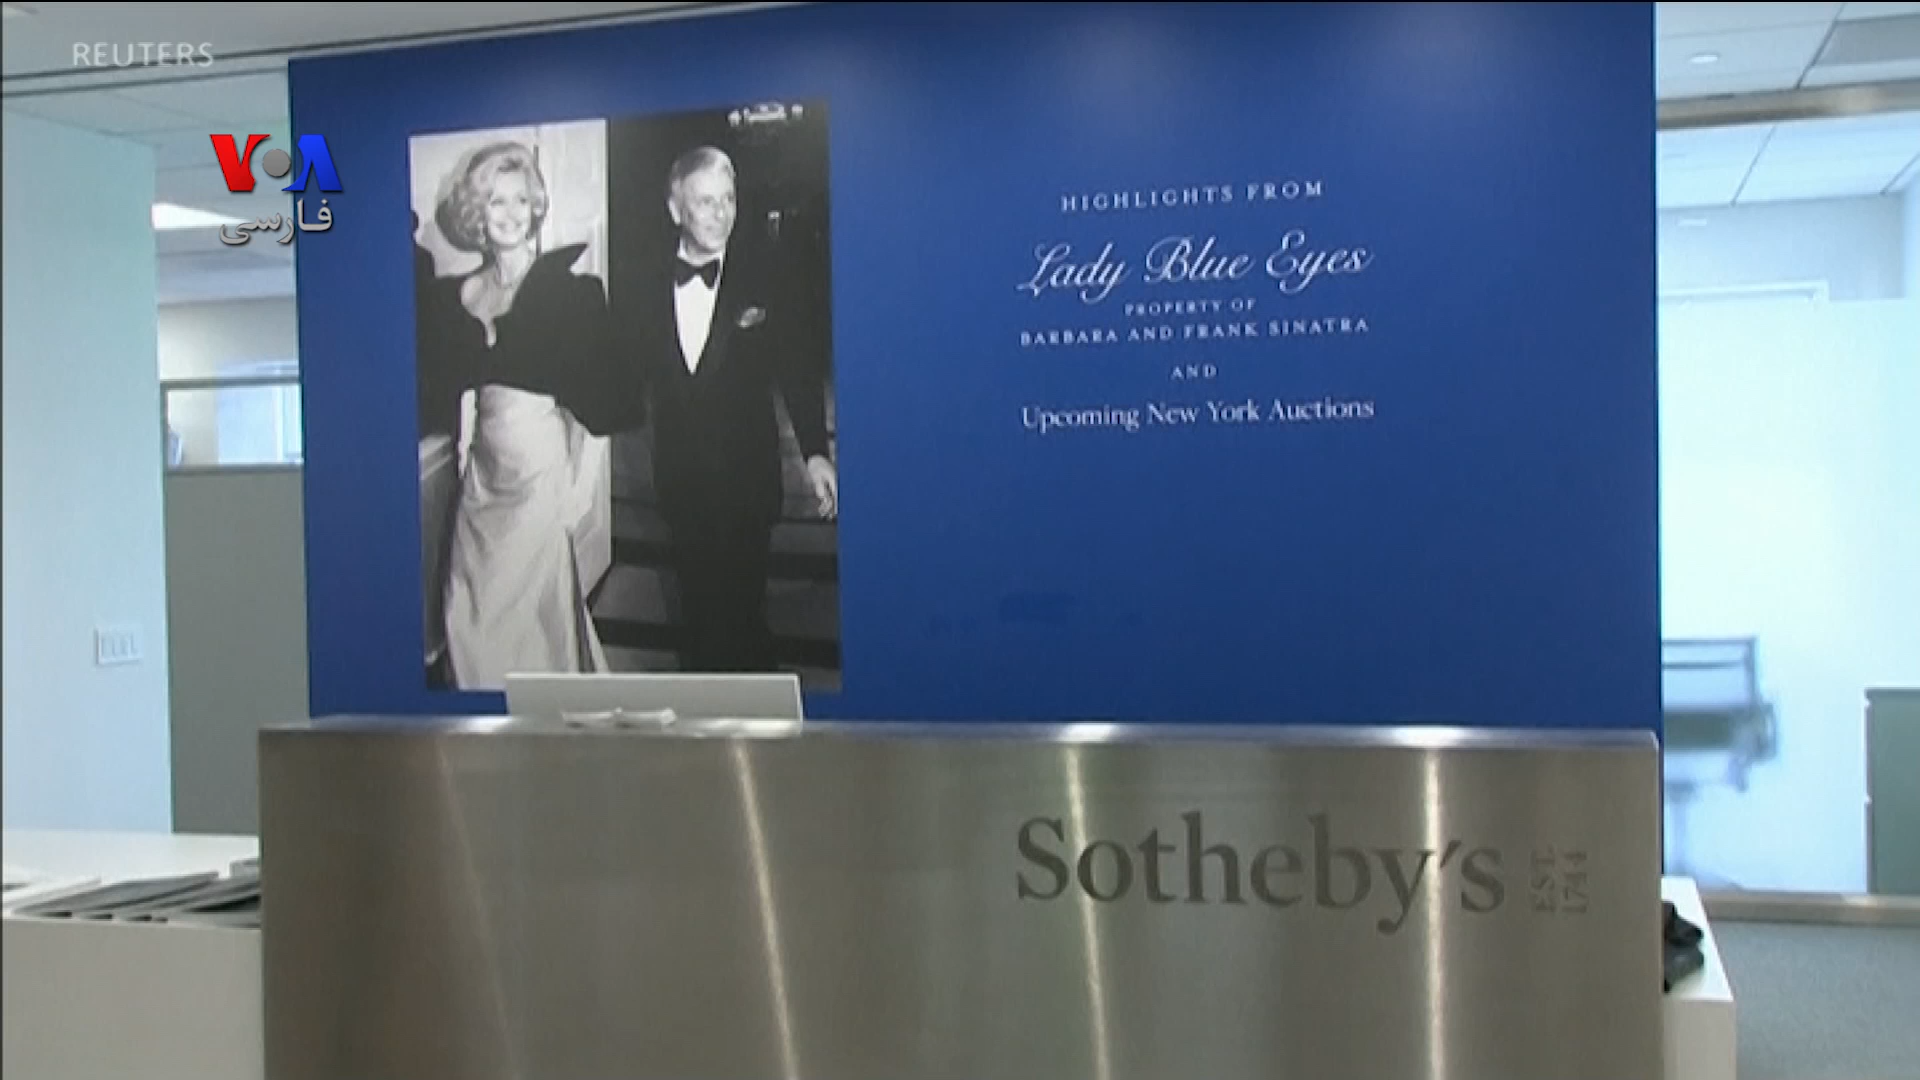 REUTERS
VOA
فارسی
HIGHLIGHTS FROM
Lady Blue Eyes
PROPERTY OF
BARBARA AND FRANK SINATRA
AND
Upcoming New York Auctions
Sotheby's
EST.
1744